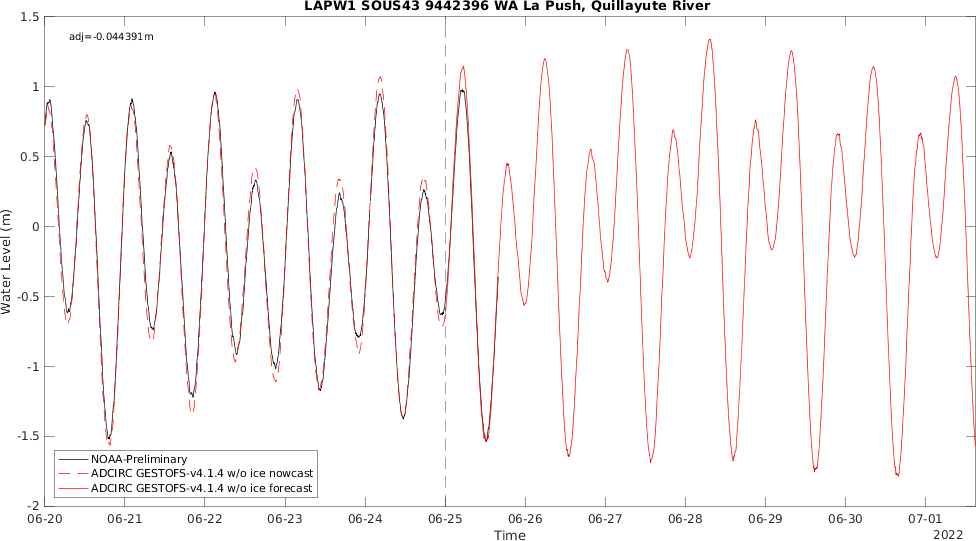 LAPW1 SOUS43 9442396 WA La Push, Quillayute River
adj=-0.044391m
1.5
1
0.5
0
-0.5
-1
-1.5
-2
Water Level (m)
NOAA-Preliminary
ADCIRC GESTOFS-v4.1.4 w/o ice nowcast
ADCIRC GESTOFS-v4.1.4 w/o ice forecast
06-20 06-21 06-22 06-23 06-24 06-25 06-26 06-27 06-28 06-29 06-30 07-01
Time
2022